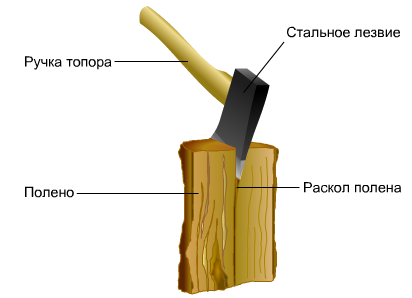 Стальное лезвие
Ручка топора
Полено
Раскол полена